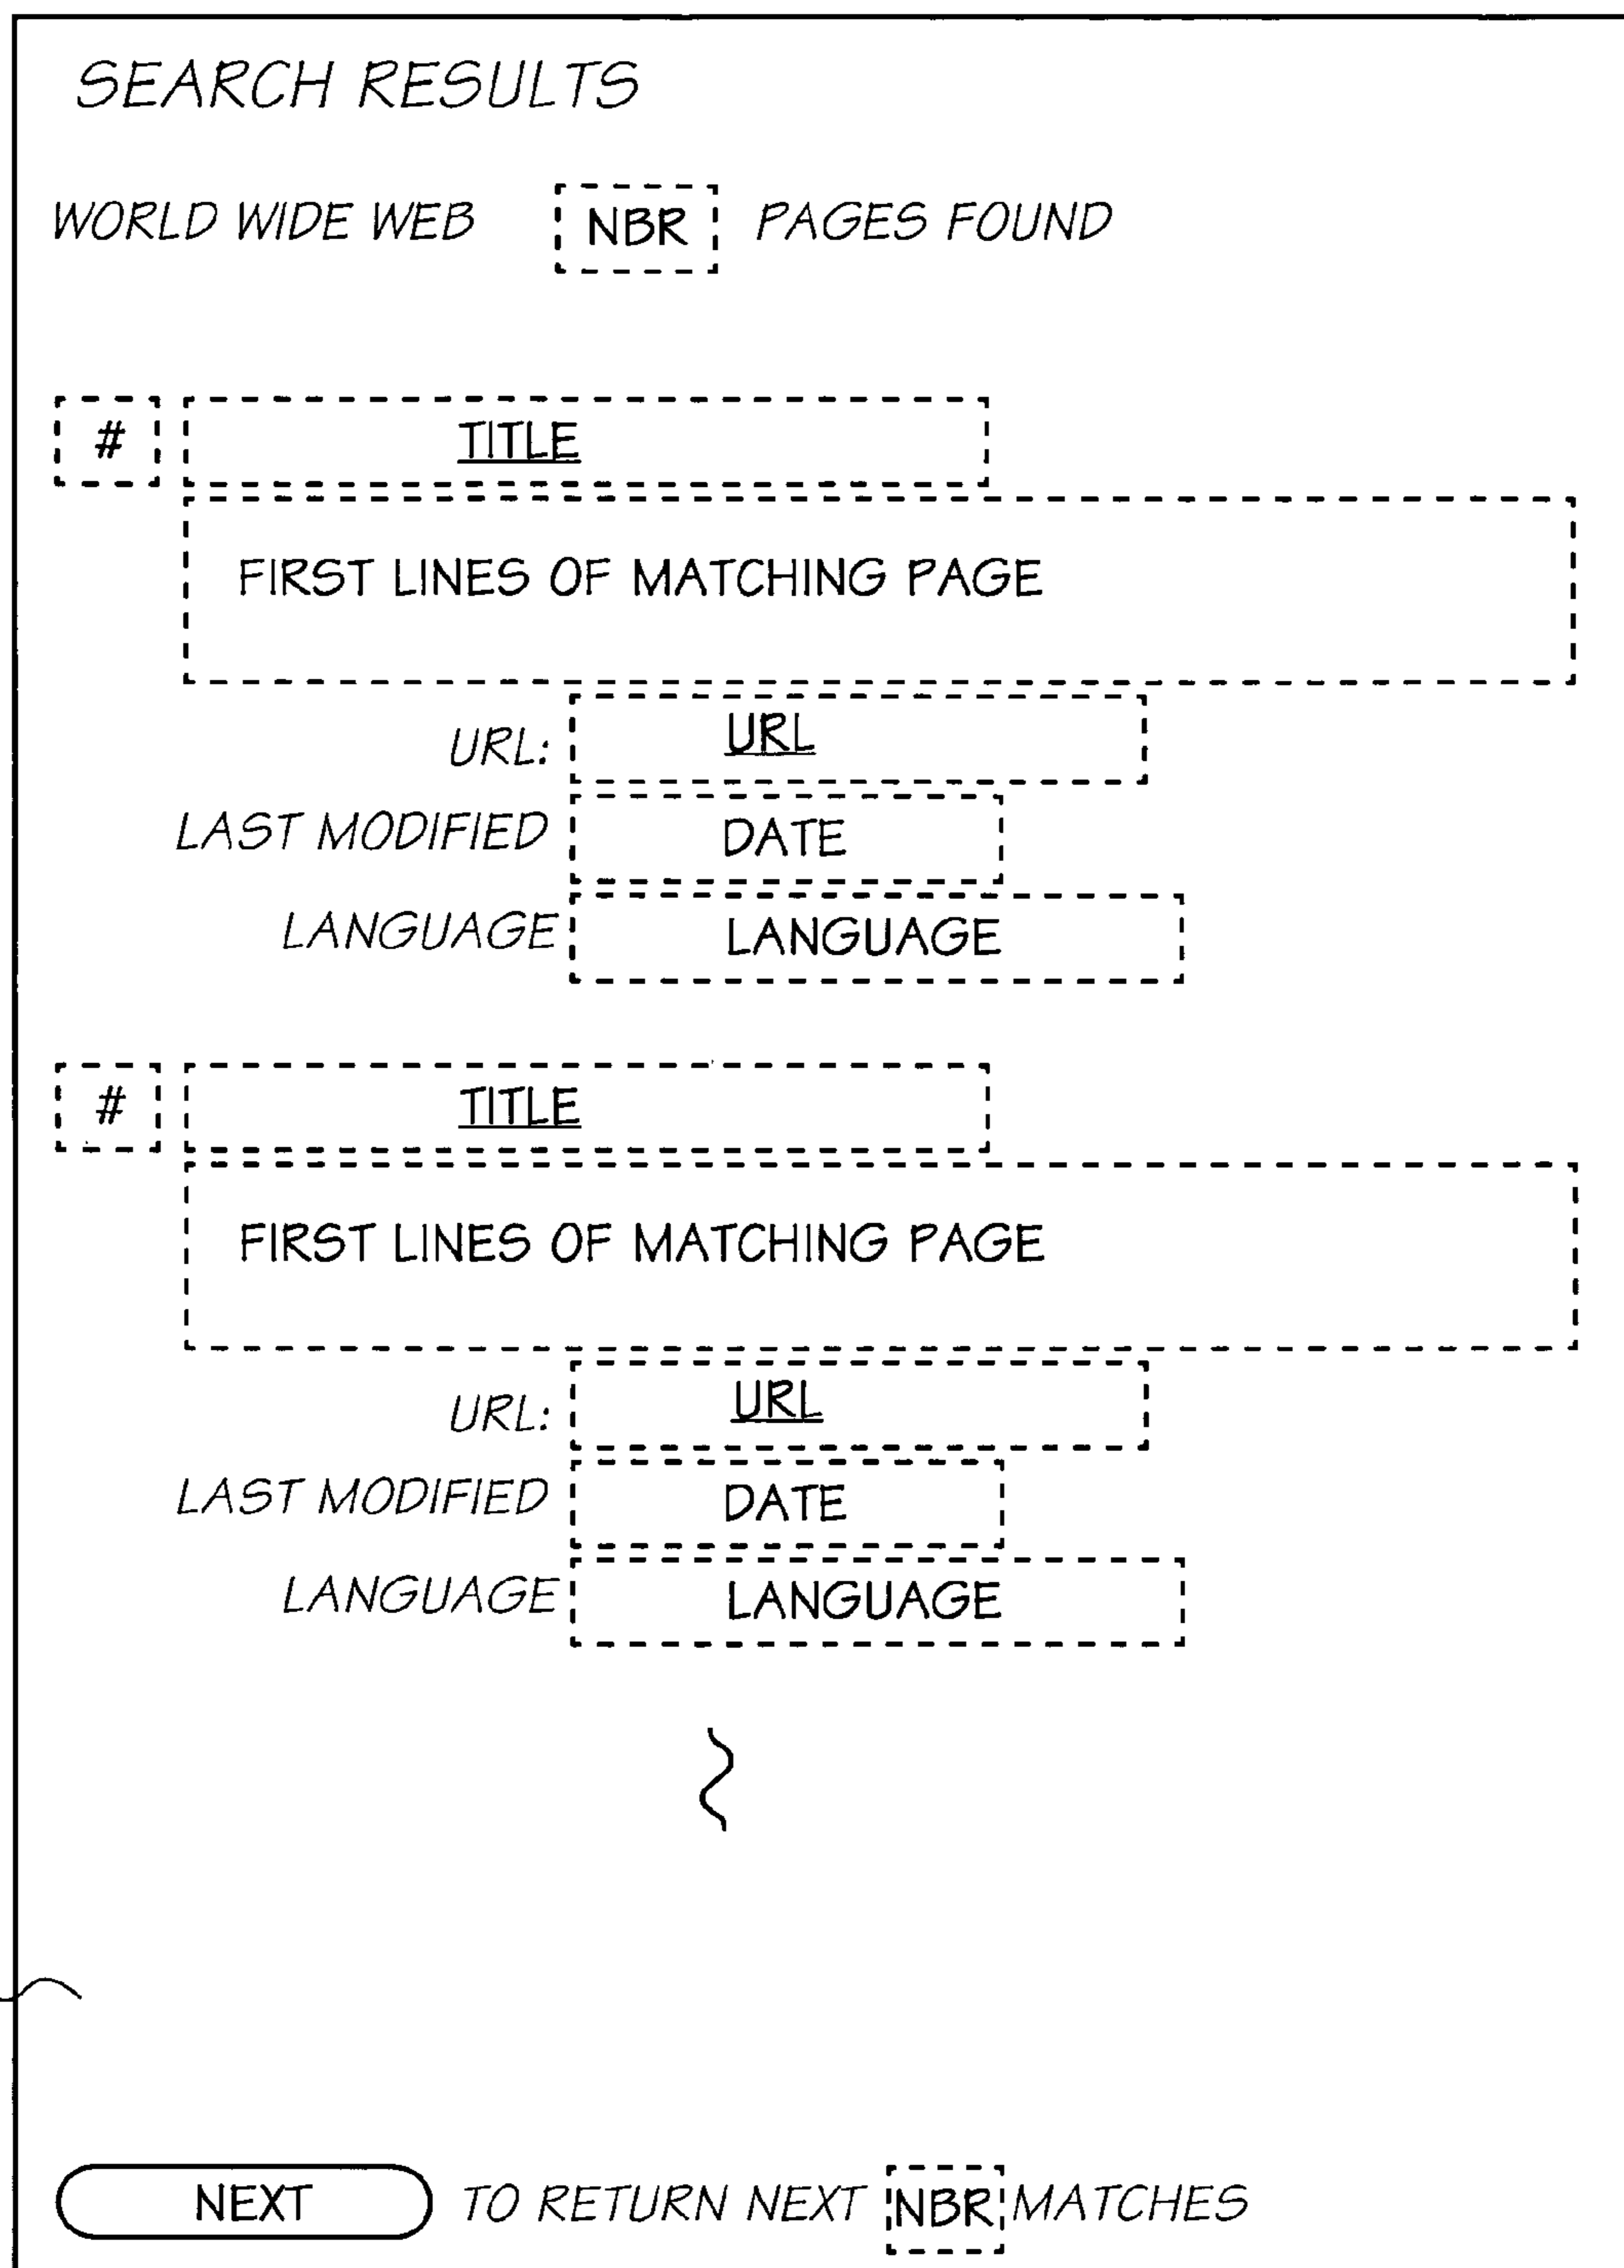 SEARCH RESULTS
WORLD WIDE WEB NBR PAGES FOUND
# TITLE
FIRST LINES OF MATCHING PAGE
URL: URL
LAST MODIFIED DATE
LANGUAGE LANGUAGE
# TITLE
FIRST LINES OF MATCHING PAGE
URL: URL
LAST MODIFIED DATE
LANGUAGE LANGUAGE
NEXT TO RETURN NEXT NBR MATCHES